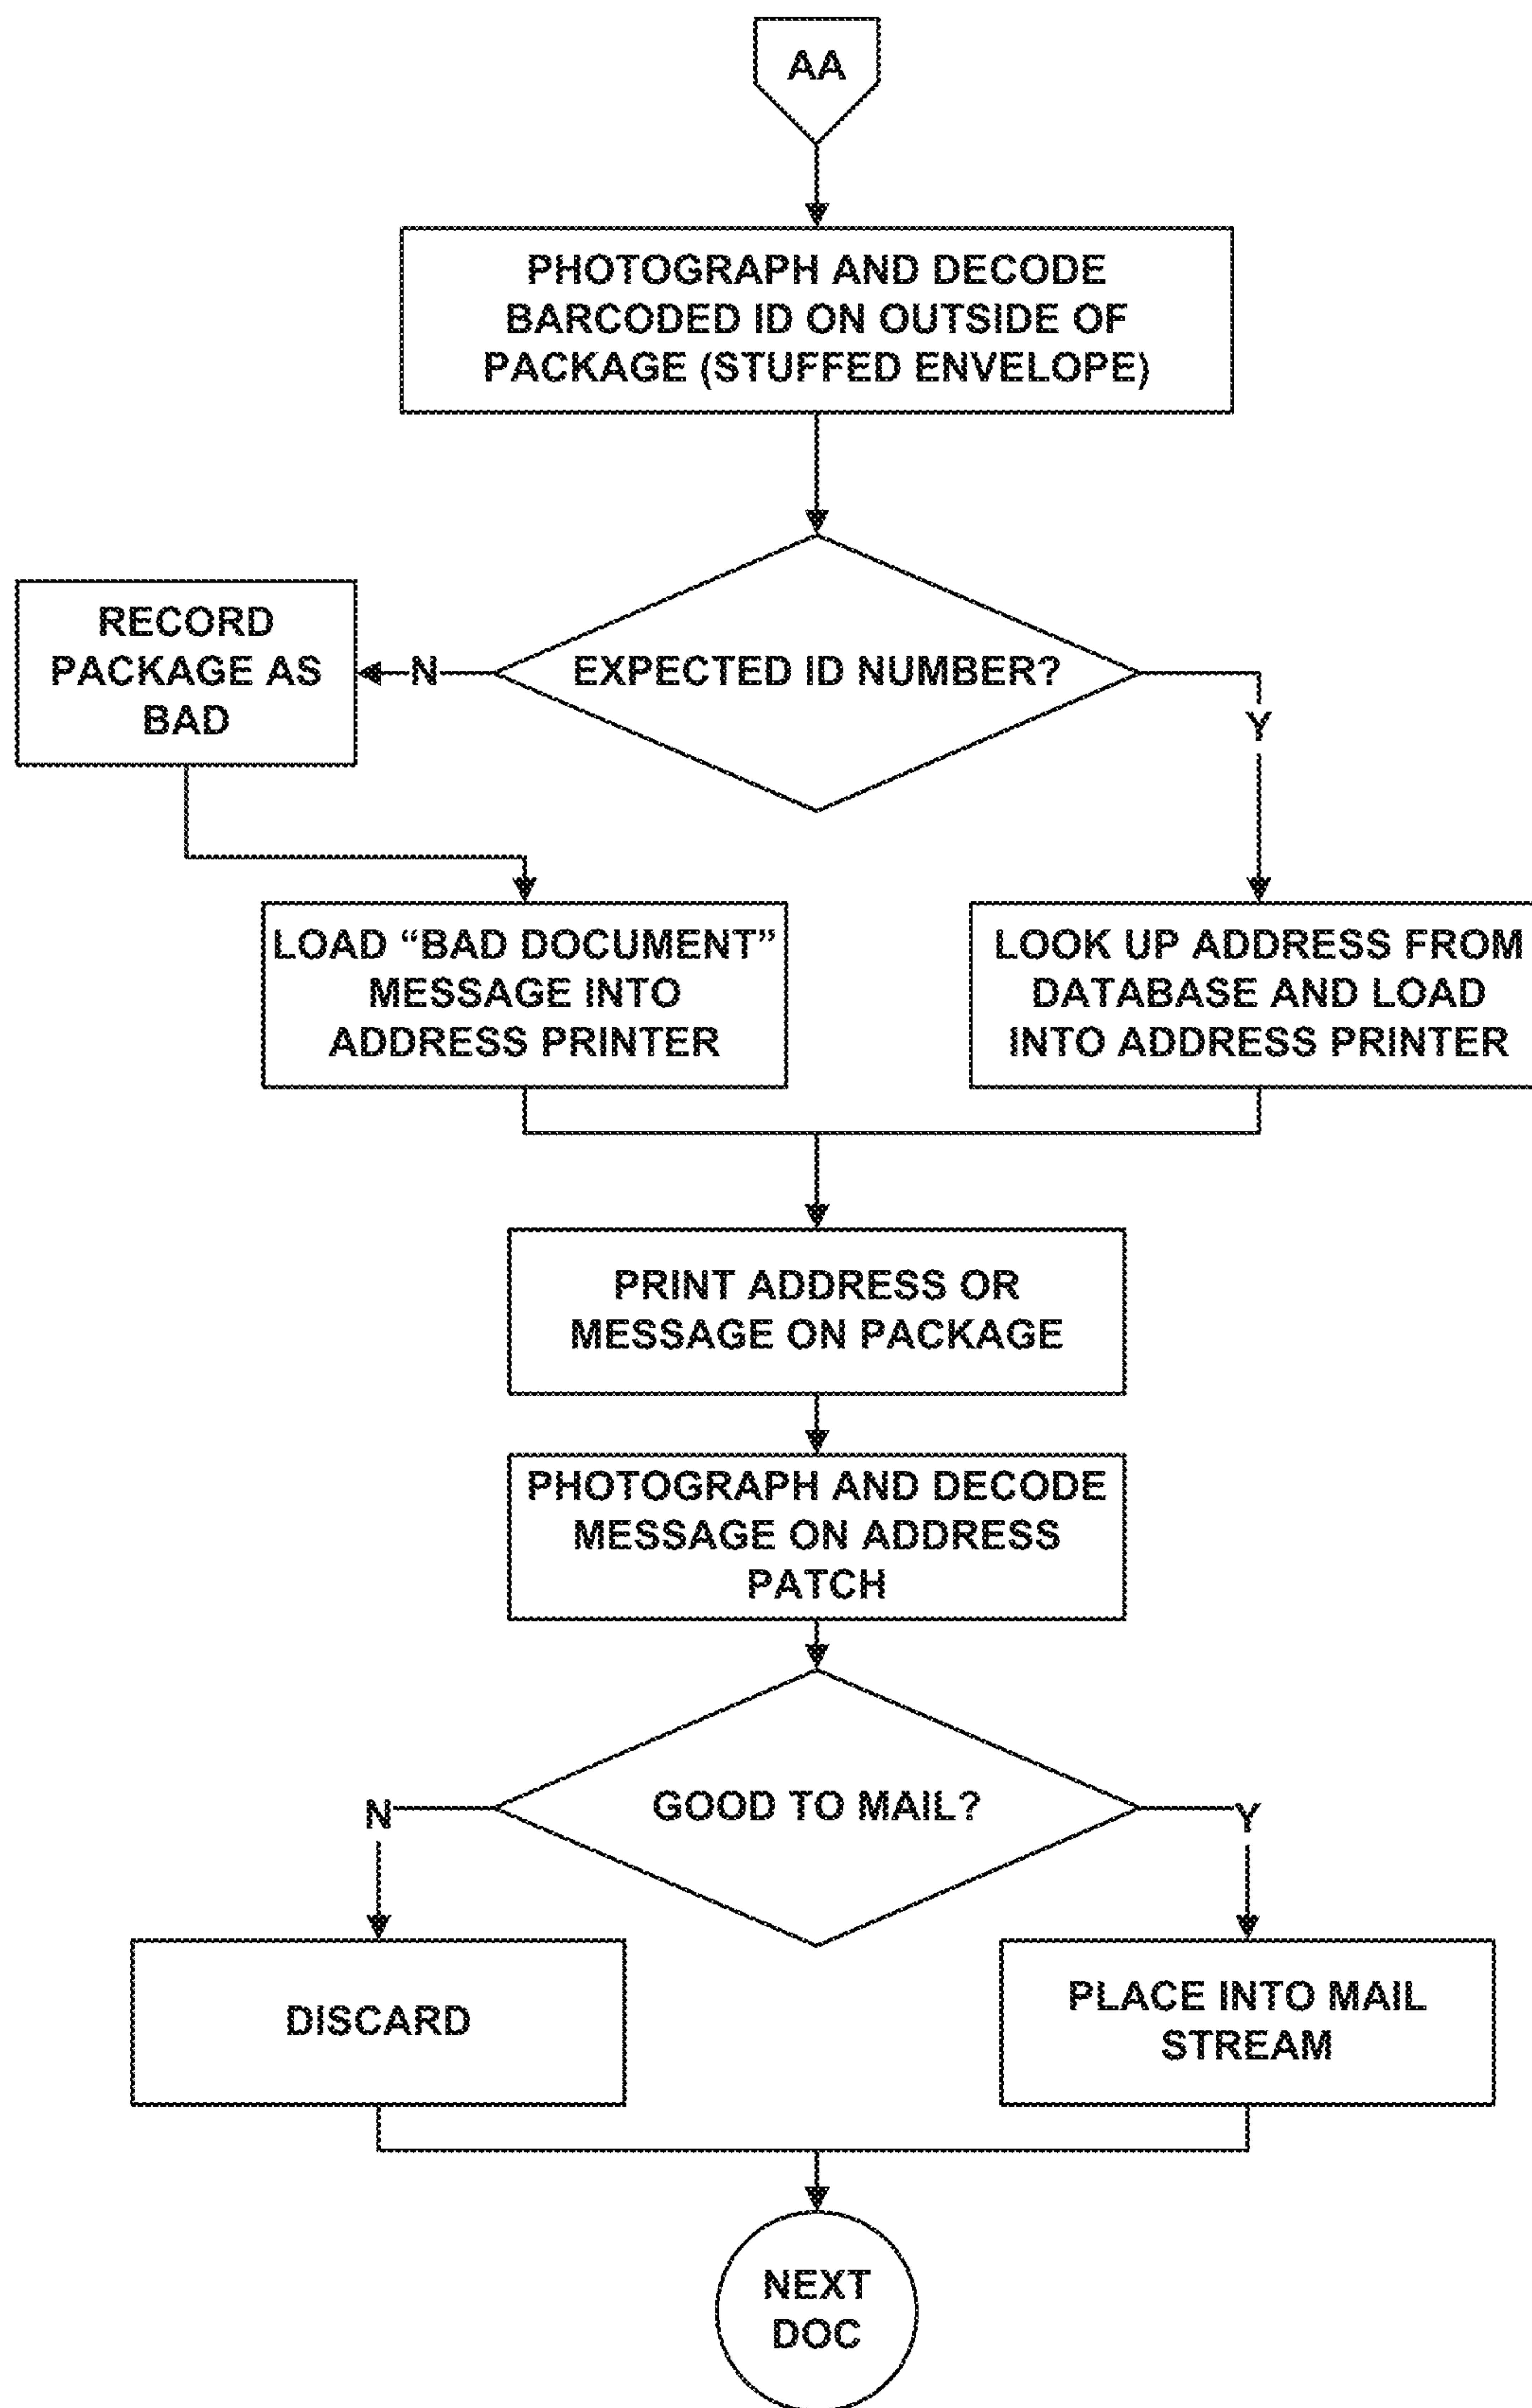 AA
PHOTOGRAPH AND DECODE
BARCODED ID ON OUTSIDE OF
PACKAGE (STUFFED ENVELOPE)
EXPECTED ID NUMBER?
N
Y
RECORD
PACKAGE AS
BAD
LOAD “BAD DOCUMENT”
MESSAGE INTO
ADDRESS PRINTER
LOOK UP ADDRESS FROM
DATABASE AND LOAD
INTO ADDRESS PRINTER
PRINT ADDRESS OR
MESSAGE ON PACKAGE
PHOTOGRAPH AND DECODE
MESSAGE ON ADDRESS
PATCH
GOOD TO MAIL?
N
Y
DISCARD
PLACE INTO MAIL
STREAM
NEXT
DOC